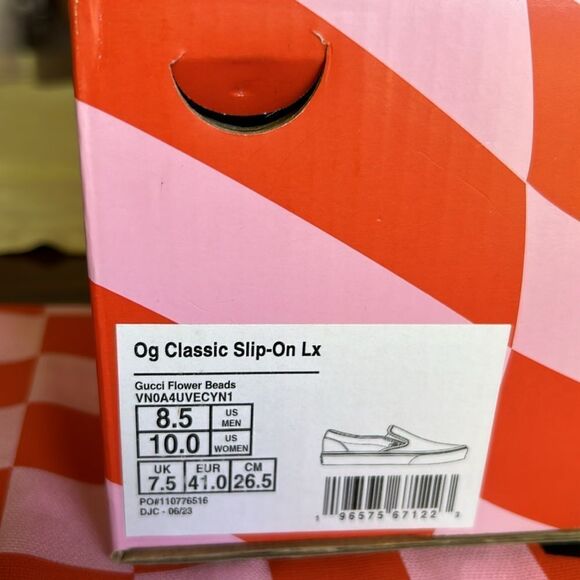 Og Classic Slip-On Lx
Gucci Flower Beads
VN0A4UVECYN1
8.5 US MEN
10.0 US WOMEN
UK EUR CM
7.5 41.0 26.5
PO#110776516
DJC - 06/23
1 96575 67122 3